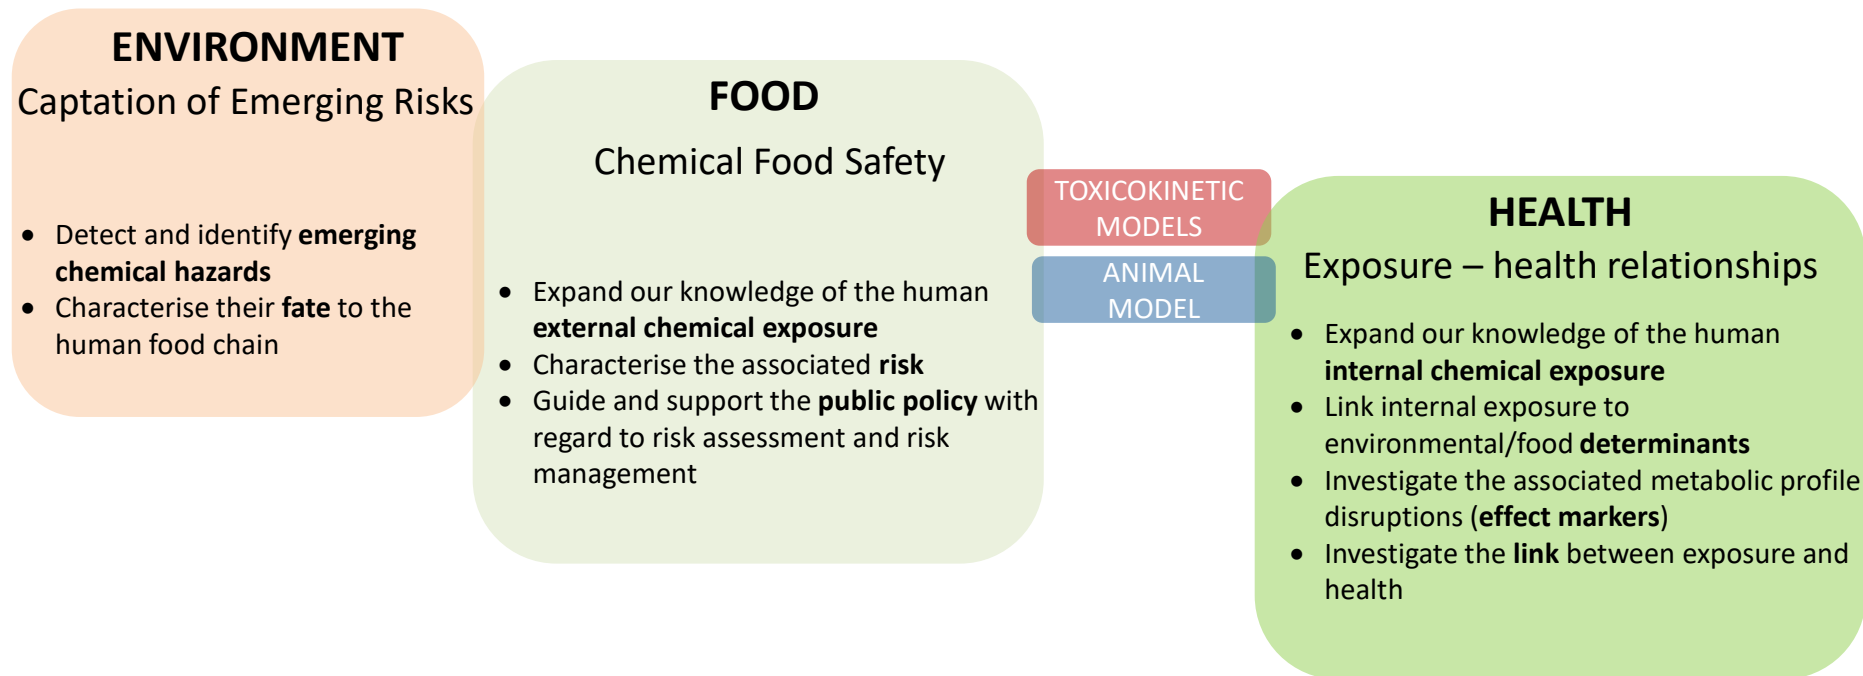 ENVIRONMENT
Captation of Emerging Risks
• Detect and identify emerging
chemical hazards
• Characterise their fate to the
human food chain
FOOD
Chemical Food Safety
• Expand our knowledge of the human
external chemical exposure
• Characterise the associated risk
• Guide and support the public policy with
regard to risk assessment and risk
management
TOXICOKINETIC
MODELS
ANIMAL
MODEL
HEALTH
Exposure – health relationships
• Expand our knowledge of the human
internal chemical exposure
• Link internal exposure to
environmental/food determinants
• Investigate the associated metabolic profile
disruptions (effect markers)
• Investigate the link between exposure and
health